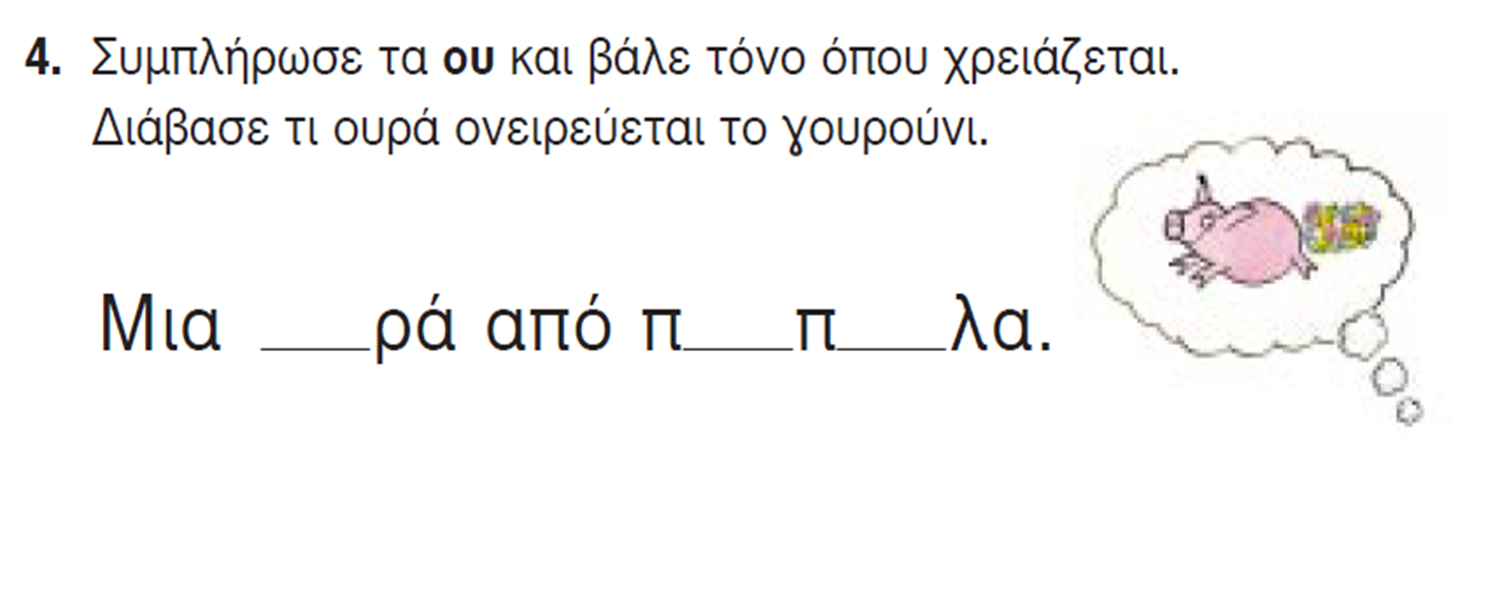 4. Συμπλήρωσε τα ου και βάλε τόνο όπου χρειάζεται.
Διάβασε τι ουρά ονειρεύεται το γουρούνι.
Μια ___ρά από π___π___λα.